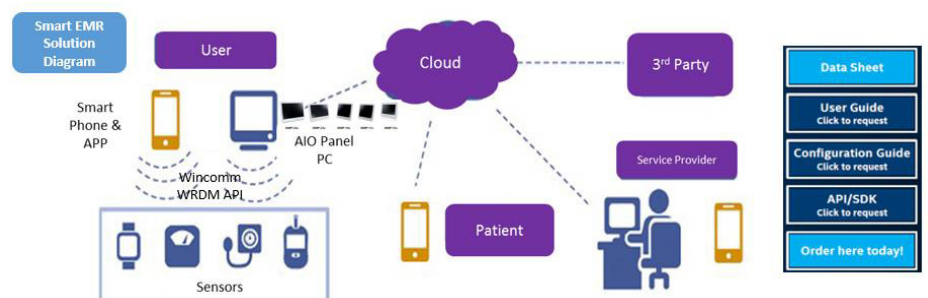 Smart EMR
Solution
Diagram
User
Cloud
3rd Party
Smart
Phone &
APP
AIO Panel
PC
Wincomm
WRDM API
Sensors
Patient
Service Provider
Data Sheet
User Guide
Click to request
Configuration Guide
Click to request
API/SDK
Click to request
Order here today!